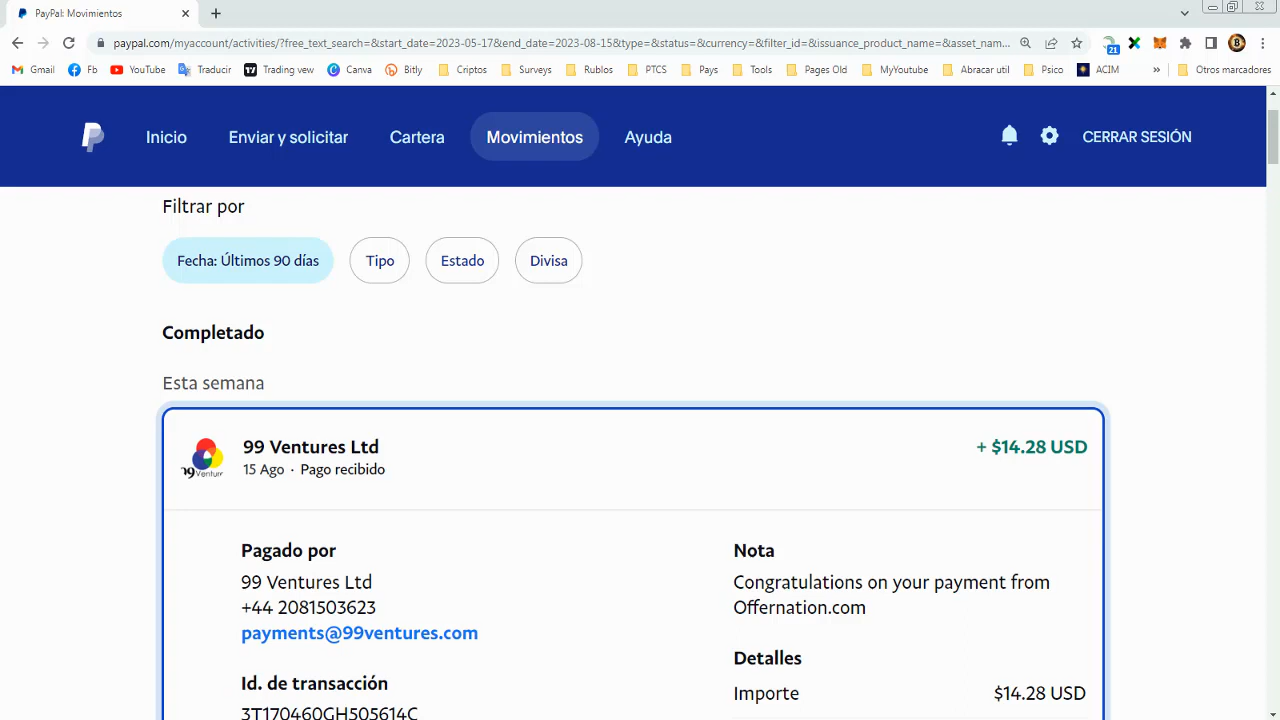 PayPal: Movimientos
paypal.com/myaccount/activities/?free_text_search=&start_date=2023-05-17&end_date=2023-08-15&type=&status=&currency=&filter_id=&issuance_product_name=&asset_nam...
21
Gmail Fb YouTube Traducir Trading vew Canva Bitly Criptos Surveys Rublos PTCS Pays Tools Pages Old MyYoutube Abracar util Psico ACIM » Otros marcadores
Inicio Enviar y solicitar Cartera Movimientos Ayuda CERRAR SESIÓN
Filtrar por
Fecha: Últimos 90 días Tipo Estado Divisa
Completado
Esta semana
99 Ventures Ltd + $14.28 USD
15 Ago · Pago recibido
Pagado por
99 Ventures Ltd
+44 2081503623
payments@99ventures.com
Id. de transacción
3T170460GH505614C
Nota
Congratulations on your payment from
Offernation.com
Detalles
Importe $14.28 USD